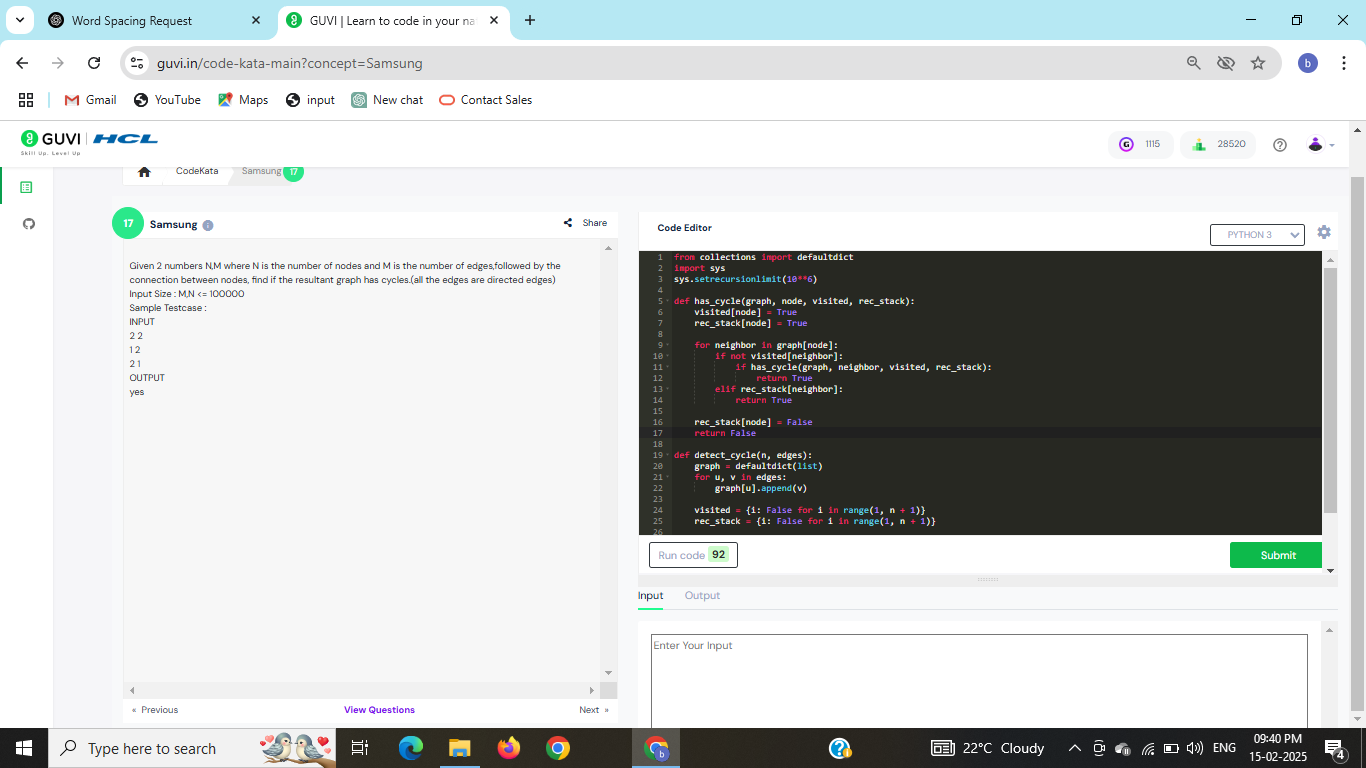 Word Spacing Request
GUVI | Learn to code in your na
guvi.in/code-kata-main?concept=Samsung
b
Gmail
YouTube
Maps
input
New chat
Contact Sales
GUVI | HCL
Skill Up. Level Up
G 1115
28520
CodeKata
Samsung 17
17 Samsung
Share
Given 2 numbers N,M where N is the number of nodes and M is the number of edges,followed by the
connection between nodes, find if the resultant graph has cycles.(all the edges are directed edges)
Input Size : M,N <= 100000
Sample Testcase :
INPUT
2 2
1 2
2 1
OUTPUT
yes
« Previous
View Questions
Next »
Code Editor
PYTHON 3
1 from collections import defaultdict
2 import sys
3 sys.setrecursionlimit(10**6)
4
5 def has_cycle(graph, node, visited, rec_stack):
6 visited[node] = True
7 rec_stack[node] = True
8
9 for neighbor in graph[node]:
10 if not visited[neighbor]:
11 if has_cycle(graph, neighbor, visited, rec_stack):
12 return True
13 elif rec_stack[neighbor]:
14 return True
15
16 rec_stack[node] = False
17 return False
18
19 def detect_cycle(n, edges):
20 graph = defaultdict(list)
21 for u, v in edges:
22 graph[u].append(v)
23
24 visited = {i: False for i in range(1, n + 1)}
25 rec_stack = {i: False for i in range(1, n + 1)}
26
Run code 92
Submit
Input
Output
Enter Your Input
Type here to search
b
22°C Cloudy
ENG
09:40 PM
15-02-2025
4